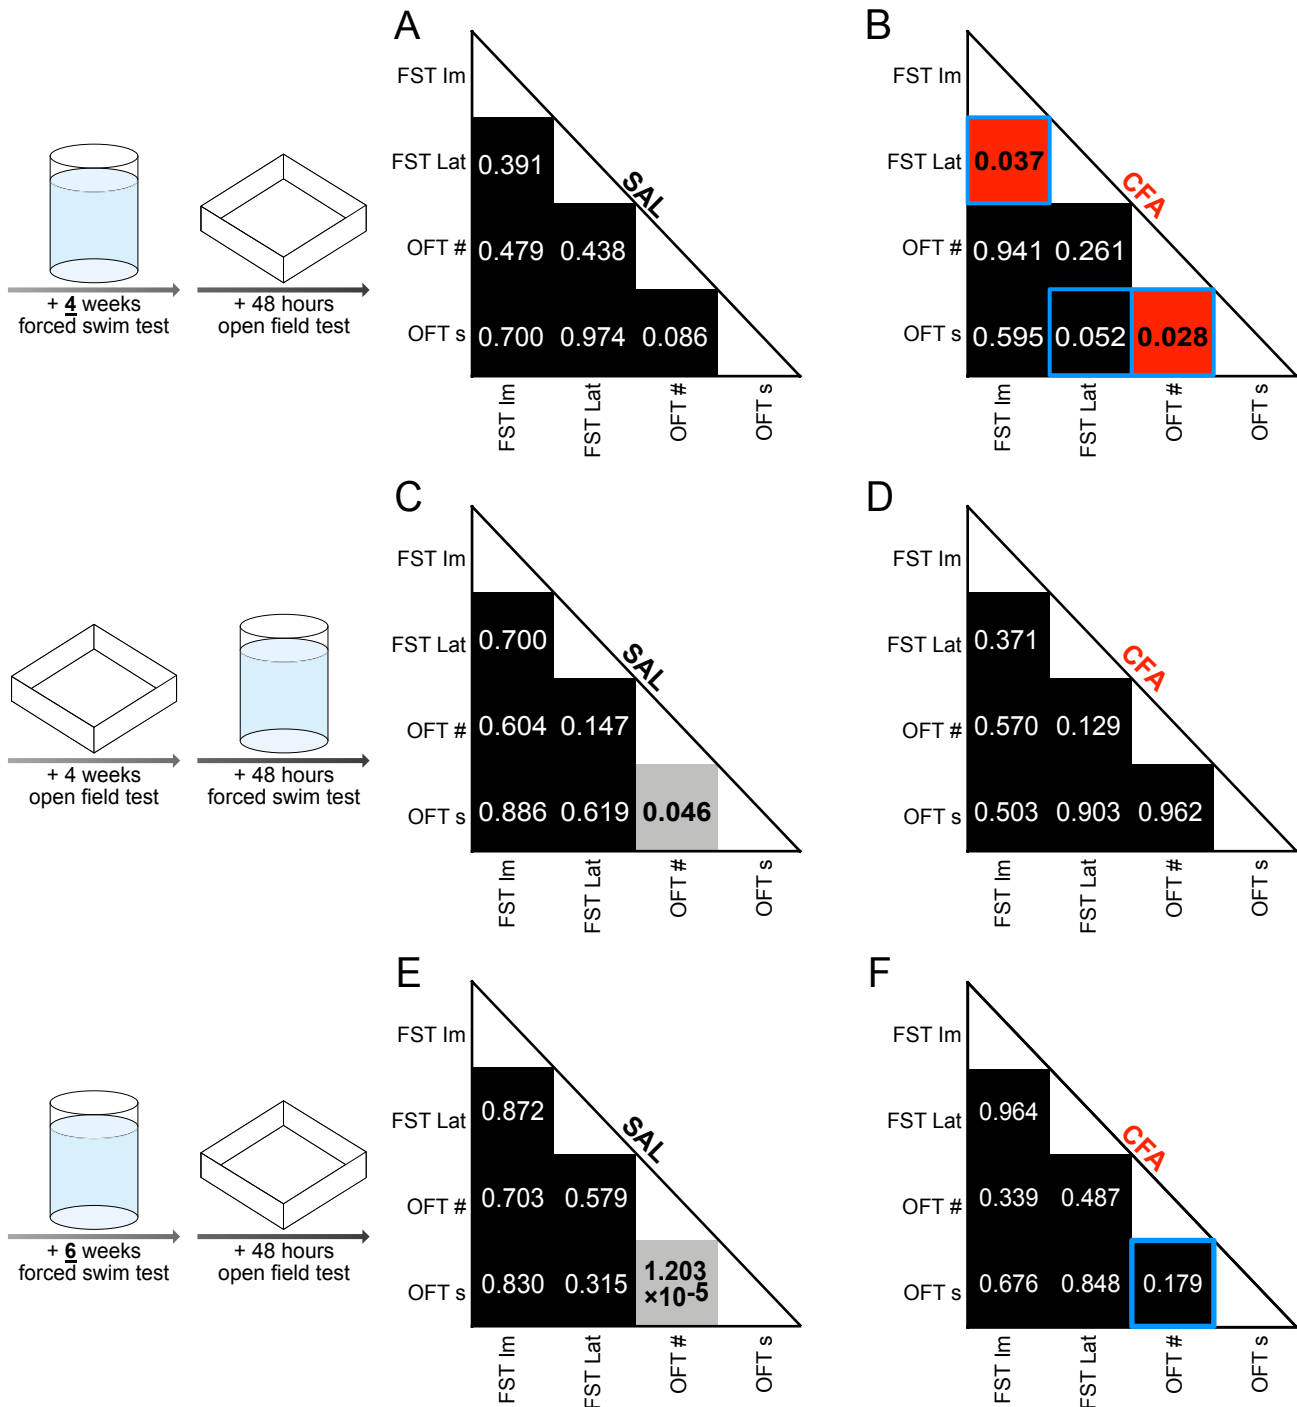 A
FST Im
FST Lat
0.391
SAL
OFT #
0.479 0.438
OFT s
0.700 0.974 0.086
FST Im
FST Lat
OFT #
OFT s
B
FST Im
FST Lat
0.037
CFA
OFT #
0.941 0.261
OFT s
0.595 0.052 0.028
FST Im
FST Lat
OFT #
OFT s
+ 4 weeks
forced swim test
+ 48 hours
open field test
C
FST Im
FST Lat
0.700
SAL
OFT #
0.604 0.147
OFT s
0.886 0.619 0.046
FST Im
FST Lat
OFT #
OFT s
D
FST Im
FST Lat
0.371
CFA
OFT #
0.570 0.129
OFT s
0.503 0.903 0.962
FST Im
FST Lat
OFT #
OFT s
+ 4 weeks
open field test
+ 48 hours
forced swim test
E
FST Im
FST Lat
0.872
SAL
OFT #
0.703 0.579
OFT s
0.830 0.315 1.203
×10-5
FST Im
FST Lat
OFT #
OFT s
F
FST Im
FST Lat
0.964
CFA
OFT #
0.339 0.487
OFT s
0.676 0.848 0.179
FST Im
FST Lat
OFT #
OFT s
+ 6 weeks
forced swim test
+ 48 hours
open field test